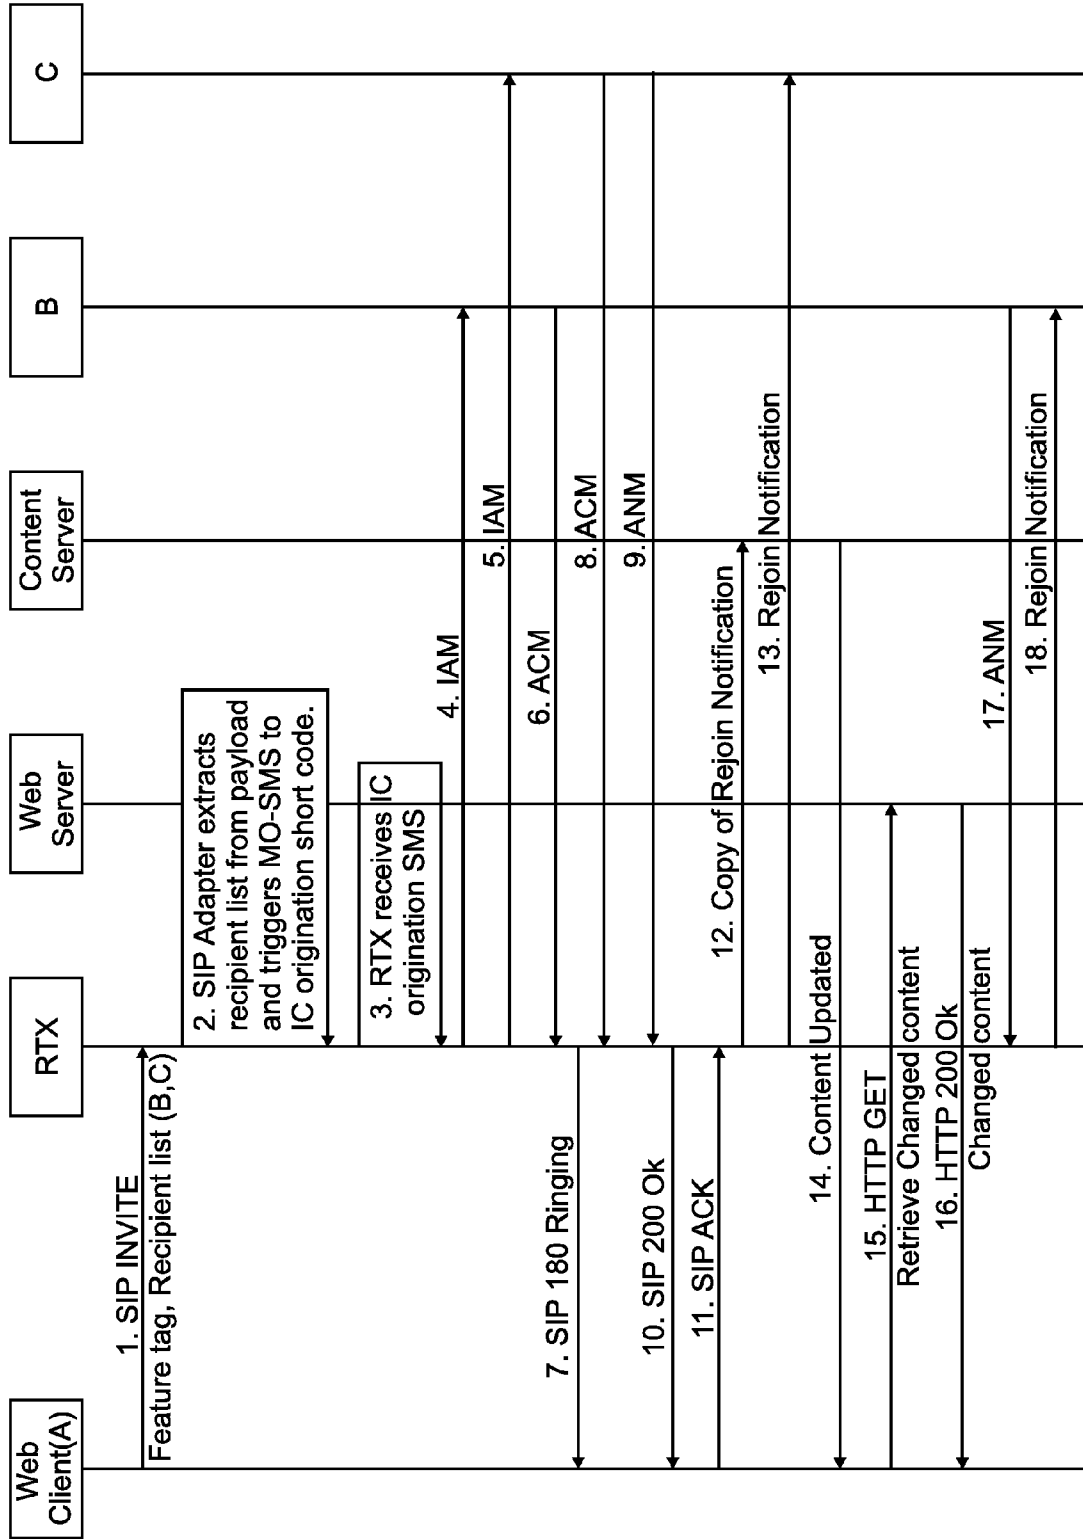 Web
Client(A)
RTX
Web
Server
Content
Server
B
C
1. SIP INVITE
Feature tag, Recipient list (B,C)
2. SIP Adapter extracts
recipient list from payload
and triggers MO-SMS to
IC origination short code.
3. RTX receives IC
origination SMS
4. IAM
5. IAM
6. ACM
7. SIP 180 Ringing
8. ACM
9. ANM
10. SIP 200 Ok
11. SIP ACK
12. Copy of Rejoin Notification
13. Rejoin Notification
14. Content Updated
15. HTTP GET
Retrieve Changed content
16. HTTP 200 Ok
Changed content
17. ANM
18. Rejoin Notification